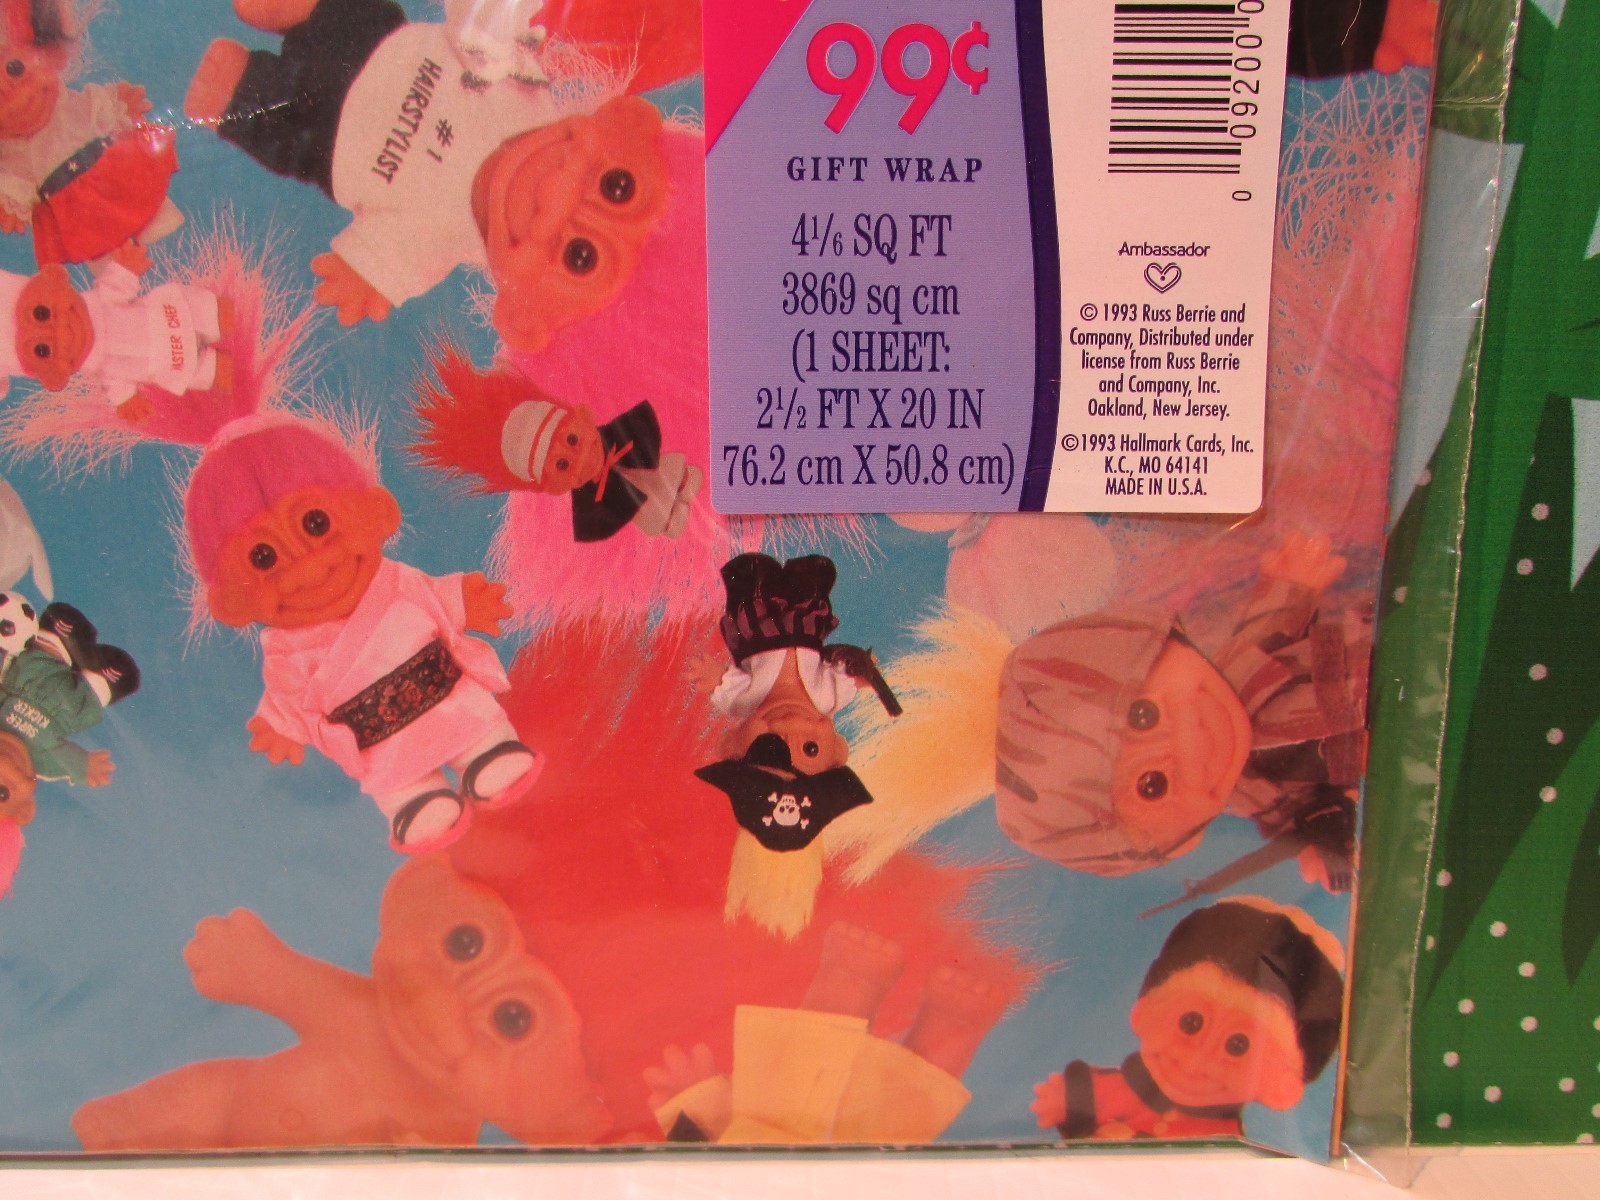 99¢
GIFT WRAP
4 1/6 SQ FT
3869 sq cm
(1 SHEET:
2 1/2 FT X 20 IN
76.2 cm X 50.8 cm)
0 09200 0
Ambassador
© 1993 Russ Berrie and
Company, Distributed under
license from Russ Berrie
and Company, Inc.
Oakland, New Jersey.
©1993 Hallmark Cards, Inc.
K.C., MO 64141
MADE IN U.S.A.
# 1
HAIRSTYLIST
ASTER CHEF
SUPER
KICKER